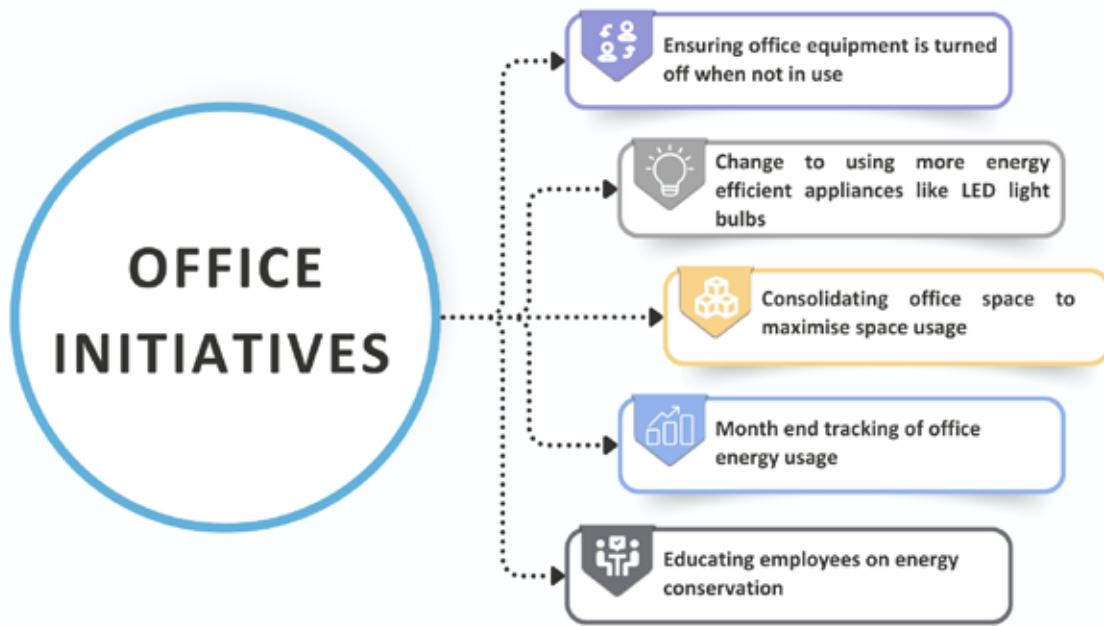 OFFICE
INITIATIVES
Ensuring office equipment is turned
off when not in use
Change to using more energy
efficient appliances like LED light
bulbs
Consolidating office space to
maximise space usage
Month end tracking of office
energy usage
Educating employees on energy
conservation